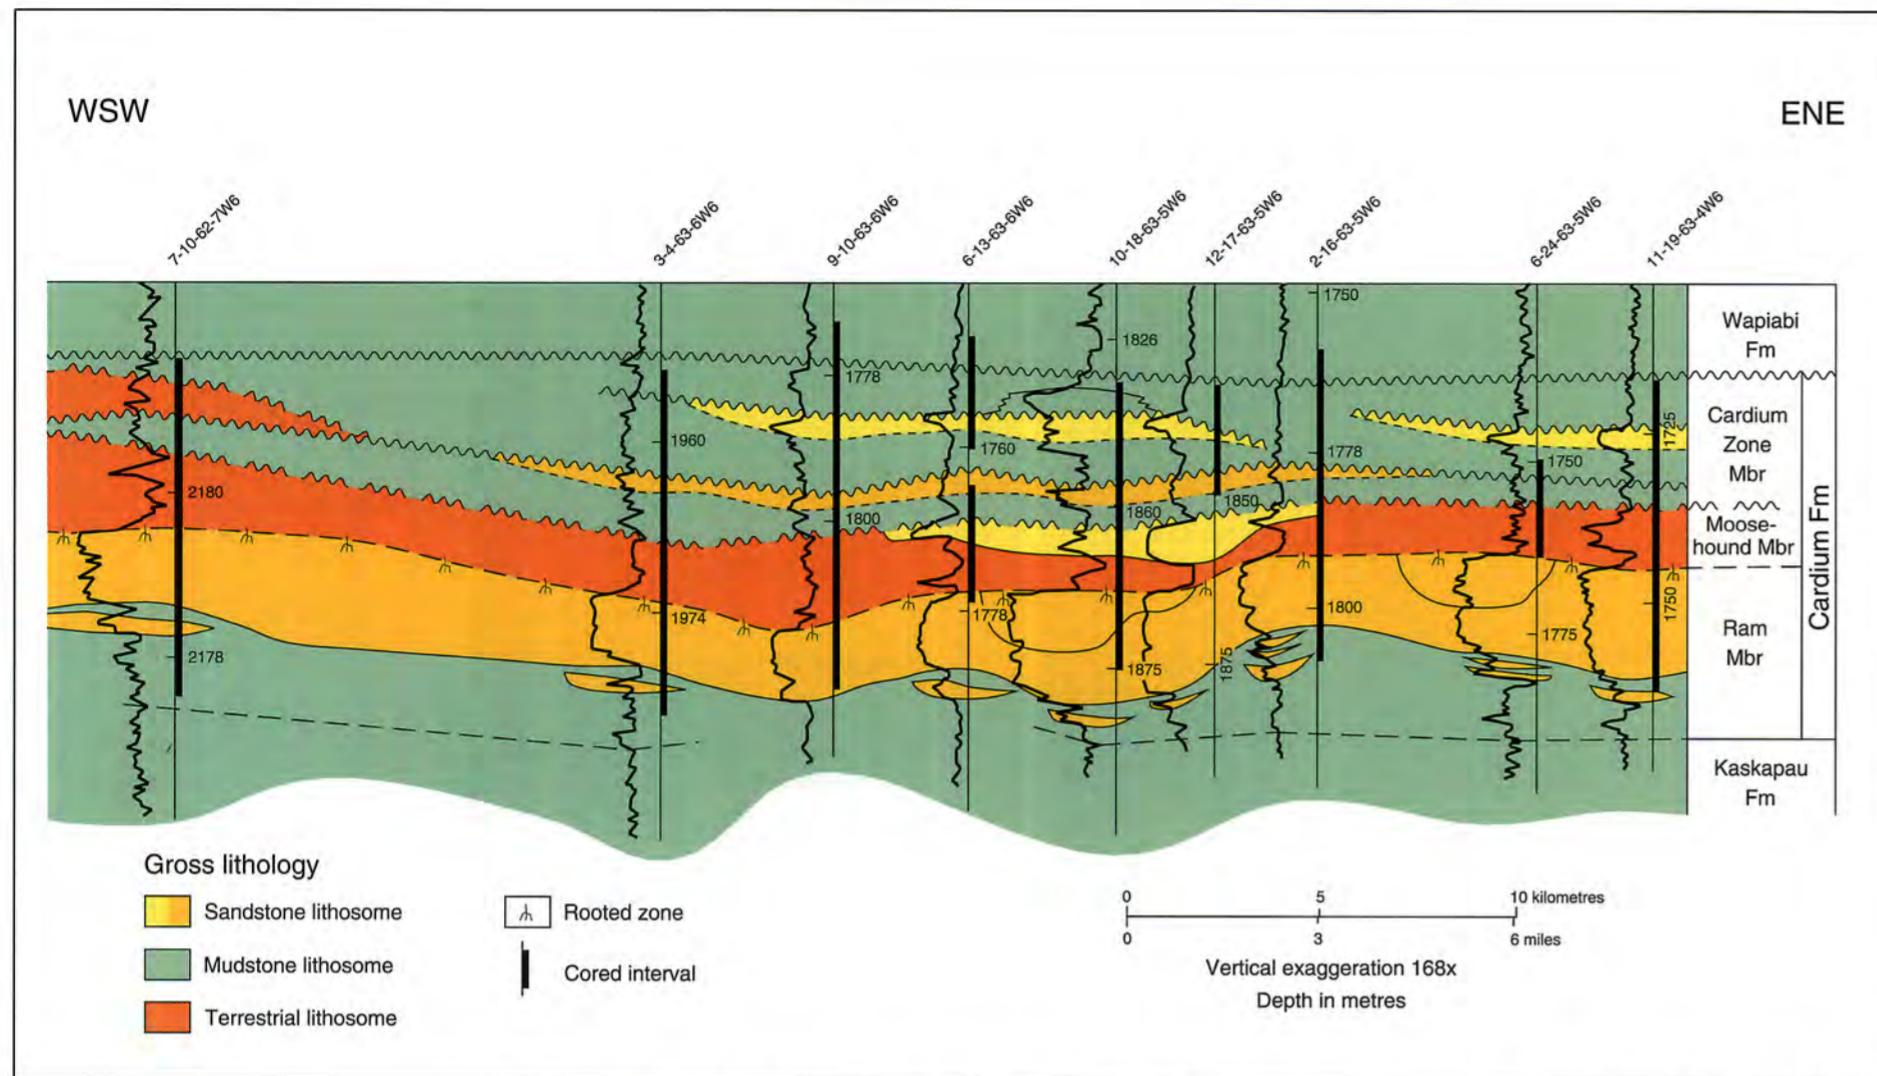 WSW
ENE
7-10-62-7W6
3-4-63-6W6
9-10-63-6W6
6-13-63-6W6
10-18-63-5W6
12-17-63-5W6
2-16-63-5W6
6-24-63-5W6
11-19-63-4W6
2180
2178
1960
1974
1778
1800
1760
1778
1826
1860
1875
1850
1875
1750
1778
1800
1750
1775
1725
1750
Wapiabi
Fm
Cardium
Zone
Mbr
Moose-
hound Mbr
Ram
Mbr
Cardium Fm
Kaskapau
Fm
Gross lithology
Sandstone lithosome
Mudstone lithosome
Terrestrial lithosome
Rooted zone
Cored interval
0 5 10 kilometres
0 3 6 miles
Vertical exaggeration 168x
Depth in metres